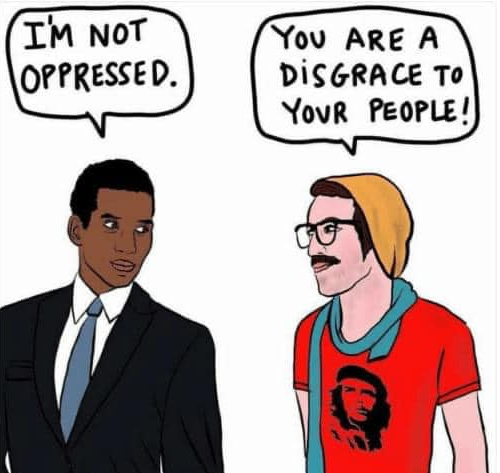 I'M NOT
OPPRESSED.
YOU ARE A
DISGRACE TO
YOUR PEOPLE!